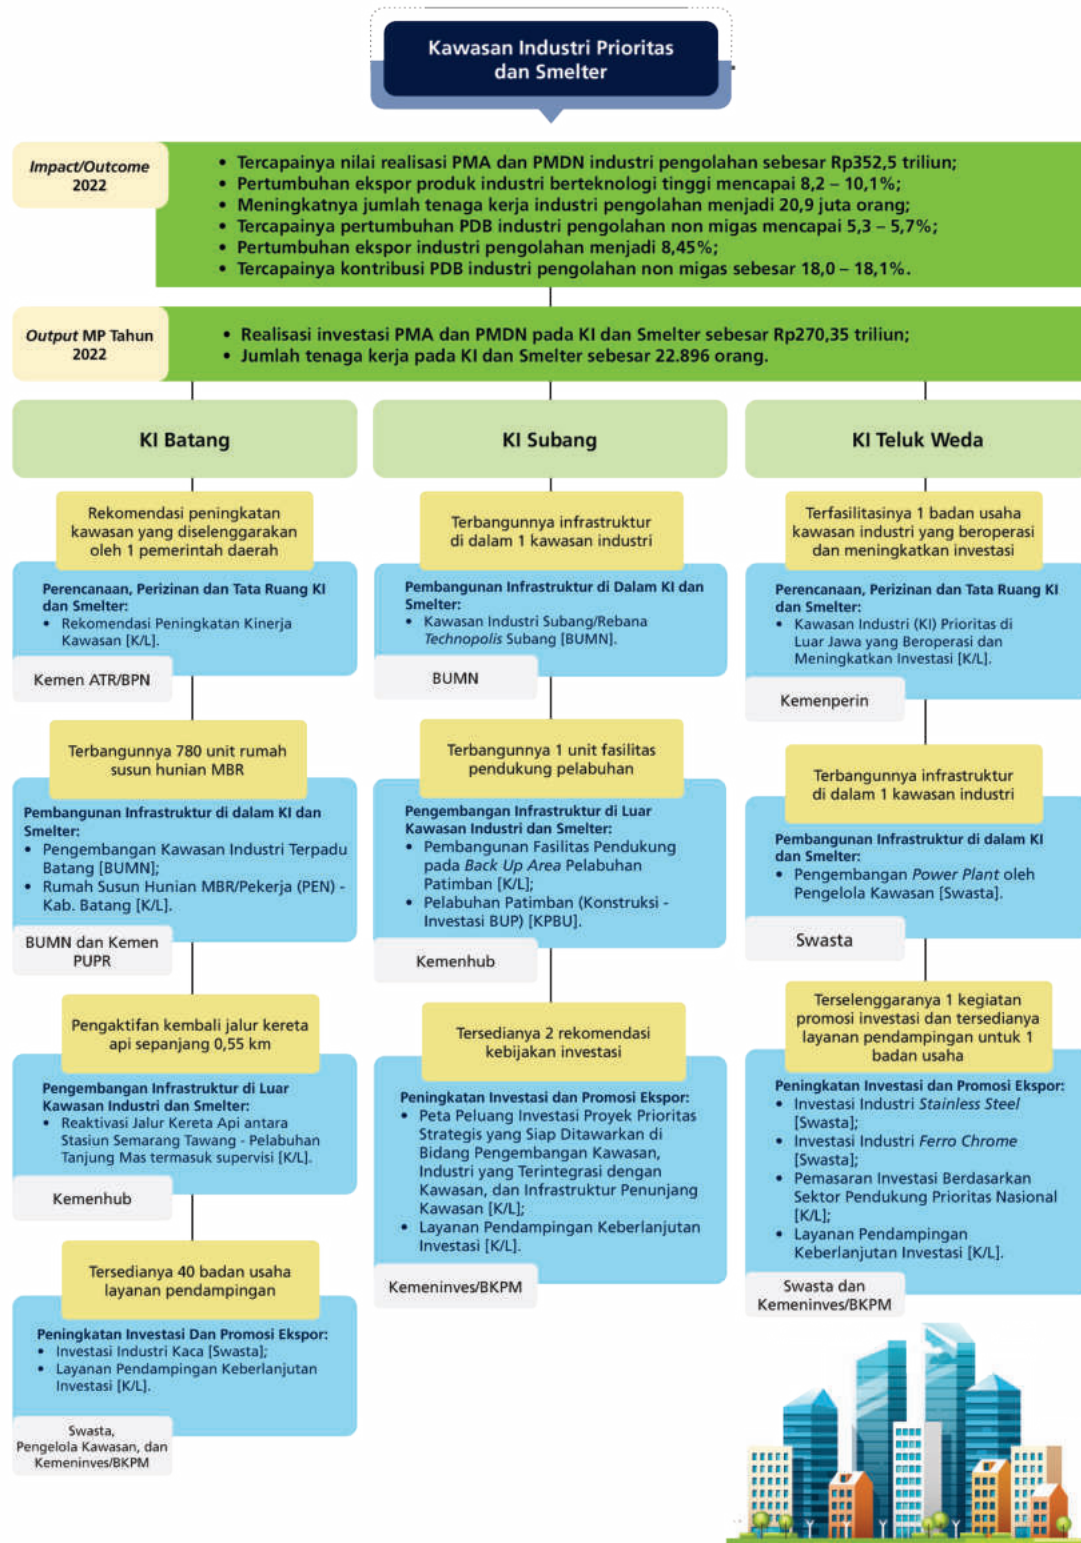 Kawasan Industri Prioritas
dan Smelter
Impact/Outcome
2022
• Tercapainya nilai realisasi PMA dan PMDN industri pengolahan sebesar Rp352,5 triliun;
• Pertumbuhan ekspor produk industri berteknologi tinggi mencapai 8,2 – 10,1%;
• Meningkatnya jumlah tenaga kerja industri pengolahan menjadi 20,9 juta orang;
• Tercapainya pertumbuhan PDB industri pengolahan non migas mencapai 5,3 – 5,7%;
• Pertumbuhan ekspor industri pengolahan menjadi 8,45%;
• Tercapainya kontribusi PDB industri pengolahan non migas sebesar 18,0 – 18,1%.
Output MP Tahun
2022
• Realisasi investasi PMA dan PMDN pada KI dan Smelter sebesar Rp270,35 triliun;
• Jumlah tenaga kerja pada KI dan Smelter sebesar 22.896 orang.
KI Batang
Rekomendasi peningkatan
kawasan yang diselenggarakan
oleh 1 pemerintah daerah
Perencanaan, Perizinan dan Tata Ruang KI
dan Smelter:
• Rekomendasi Peningkatan Kinerja
Kawasan [K/L].
Kemen ATR/BPN
Terbangunnya 780 unit rumah
susun hunian MBR
Pembangunan Infrastruktur di dalam KI dan
Smelter:
• Pengembangan Kawasan Industri Terpadu
Batang [BUMN];
• Rumah Susun Hunian MBR/Pekerja (PEN) -
Kab. Batang [K/L].
BUMN dan Kemen
PUPR
Pengaktifan kembali jalur kereta
api sepanjang 0,55 km
Pengembangan Infrastruktur di Luar
Kawasan Industri dan Smelter:
• Reaktivasi Jalur Kereta Api antara
Stasiun Semarang Tawang - Pelabuhan
Tanjung Mas termasuk supervisi [K/L].
Kemenhub
Tersedianya 40 badan usaha
layanan pendampingan
Peningkatan Investasi Dan Promosi Ekspor:
• Investasi Industri Kaca [Swasta];
• Layanan Pendampingan Keberlanjutan
Investasi [K/L].
Swasta,
Pengelola Kawasan, dan
Kemeninves/BKPM
KI Subang
Terbangunnya infrastruktur
di dalam 1 kawasan industri
Pembangunan Infrastruktur di Dalam KI dan
Smelter:
• Kawasan Industri Subang/Rebana
Technopolis Subang [BUMN].
BUMN
Terbangunnya 1 unit fasilitas
pendukung pelabuhan
Pengembangan Infrastruktur di Luar
Kawasan Industri dan Smelter:
• Pembangunan Fasilitas Pendukung
pada Back Up Area Pelabuhan
Patimban [K/L];
• Pelabuhan Patimban (Konstruksi -
Investasi BUP) [KPBU].
Kemenhub
Tersedianya 2 rekomendasi
kebijakan investasi
Peningkatan Investasi dan Promosi Ekspor:
• Peta Peluang Investasi Proyek Prioritas
Strategis yang Siap Ditawarkan di
Bidang Pengembangan Kawasan,
Industri yang Terintegrasi dengan
Kawasan, dan Infrastruktur Penunjang
Kawasan [K/L];
• Layanan Pendampingan Keberlanjutan
Investasi [K/L].
Kemeninves/BKPM
KI Teluk Weda
Terfasilitasinya 1 badan usaha
kawasan industri yang beroperasi
dan meningkatkan investasi
Perencanaan, Perizinan dan Tata Ruang KI
dan Smelter:
• Kawasan Industri (KI) Prioritas di
Luar Jawa yang Beroperasi dan
Meningkatkan Investasi [K/L].
Kemenperin
Terbangunnya infrastruktur
di dalam 1 kawasan industri
Pembangunan Infrastruktur di dalam KI
dan Smelter:
• Pengembangan Power Plant oleh
Pengelola Kawasan [Swasta].
Swasta
Terselenggaranya 1 kegiatan
promosi investasi dan tersedianya
layanan pendampingan untuk 1
badan usaha
Peningkatan Investasi dan Promosi Ekspor:
• Investasi Industri Stainless Steel
[Swasta];
• Investasi Industri Ferro Chrome
[Swasta];
• Pemasaran Investasi Berdasarkan
Sektor Pendukung Prioritas Nasional
[K/L];
• Layanan Pendampingan
Keberlanjutan Investasi [K/L].
Swasta dan
Kemeninves/BKPM